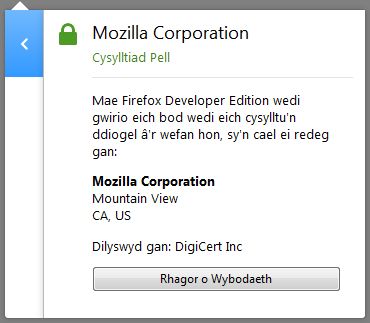 Mozilla Corporation
Cysylltiad Pell
Mae Firefox Developer Edition wedi
gwirio eich bod wedi eich cysylltu'n
ddiogel â'r wefan hon, sy'n cael ei redeg
gan:
Mozilla Corporation
Mountain View
CA, US
Dilyswyd gan: DigiCert Inc
Rhagor o Wybodaeth